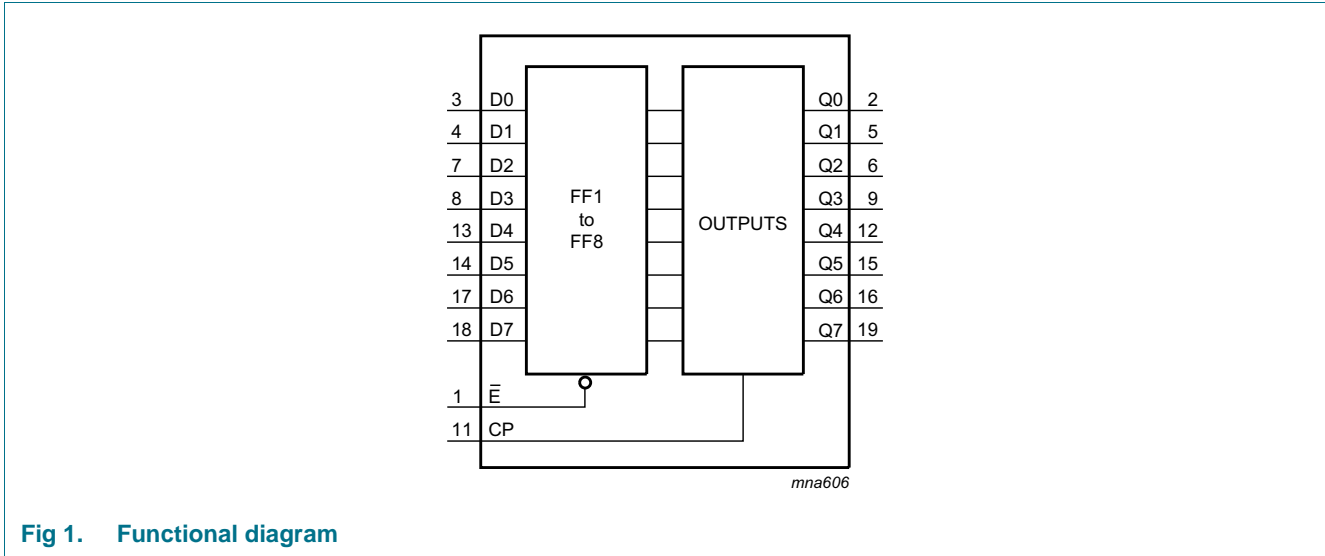 3 D0 Q0 2
4 D1 Q1 5
7 D2 Q2 6
8 D3 FF1 Q3 9
to OUTPUTS
13 D4 FF8 Q4 12
14 D5 Q5 15
17 D6 Q6 16
18 D7 Q7 19
1 E̅
11 CP
mna606
Fig 1. Functional diagram